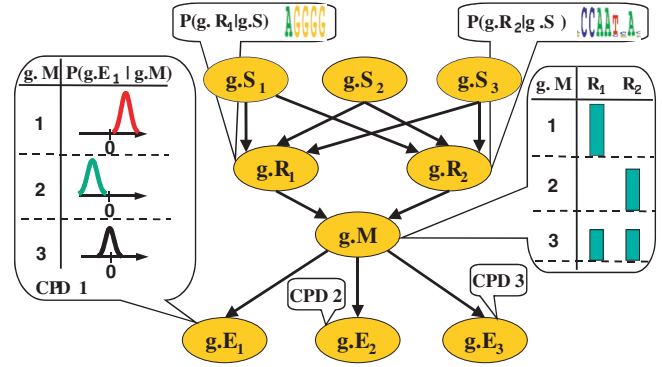 P(g.R1|g.S) AGGGG
P(g.R2|g.S) CCAAT A
g.M P(g.E1 | g.M)
1
0
2
0
3
0
CPD 1
g.S1 g.S2 g.S3
g.R1 g.R2
g.M
CPD 2
CPD 3
g.E1 g.E2 g.E3
g.M R1 R2
1
2
3